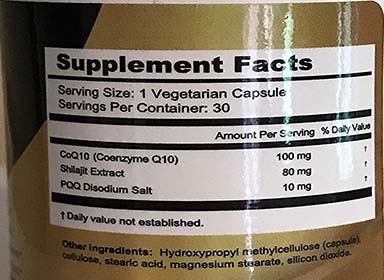 Supplement Facts
Serving Size: 1 Vegetarian Capsule
Servings Per Container: 30
Amount Per Serving % Daily Value
CoQ10 (Coenzyme Q10) 100 mg †
Shilajit Extract 80 mg †
PQQ Disodium Salt 10 mg †
† Daily value not established.
Other ingredients: Hydroxypropyl methylcellulose (capsule),
cellulose, stearic acid, magnesium stearate, silicon dioxide.